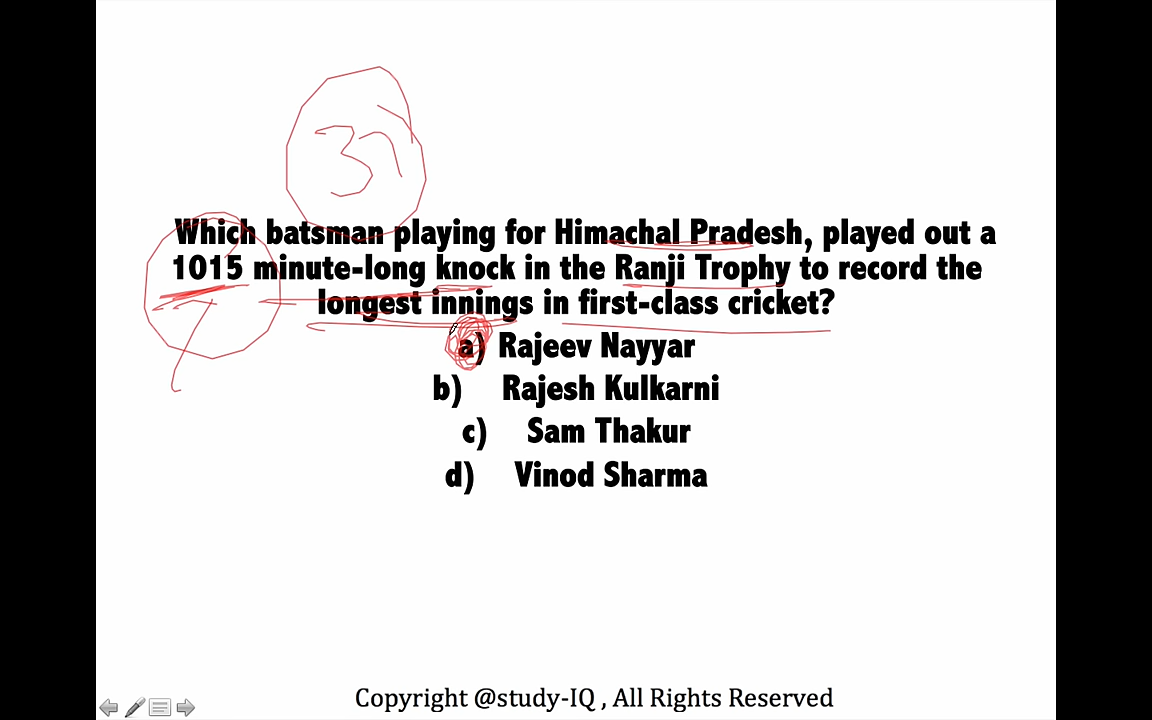 Which batsman playing for Himachal Pradesh, played out a
1015 minute-long knock in the Ranji Trophy to record the
longest innings in first-class cricket?
a) Rajeev Nayyar
b) Rajesh Kulkarni
c) Sam Thakur
d) Vinod Sharma
Copyright @study-IQ , All Rights Reserved